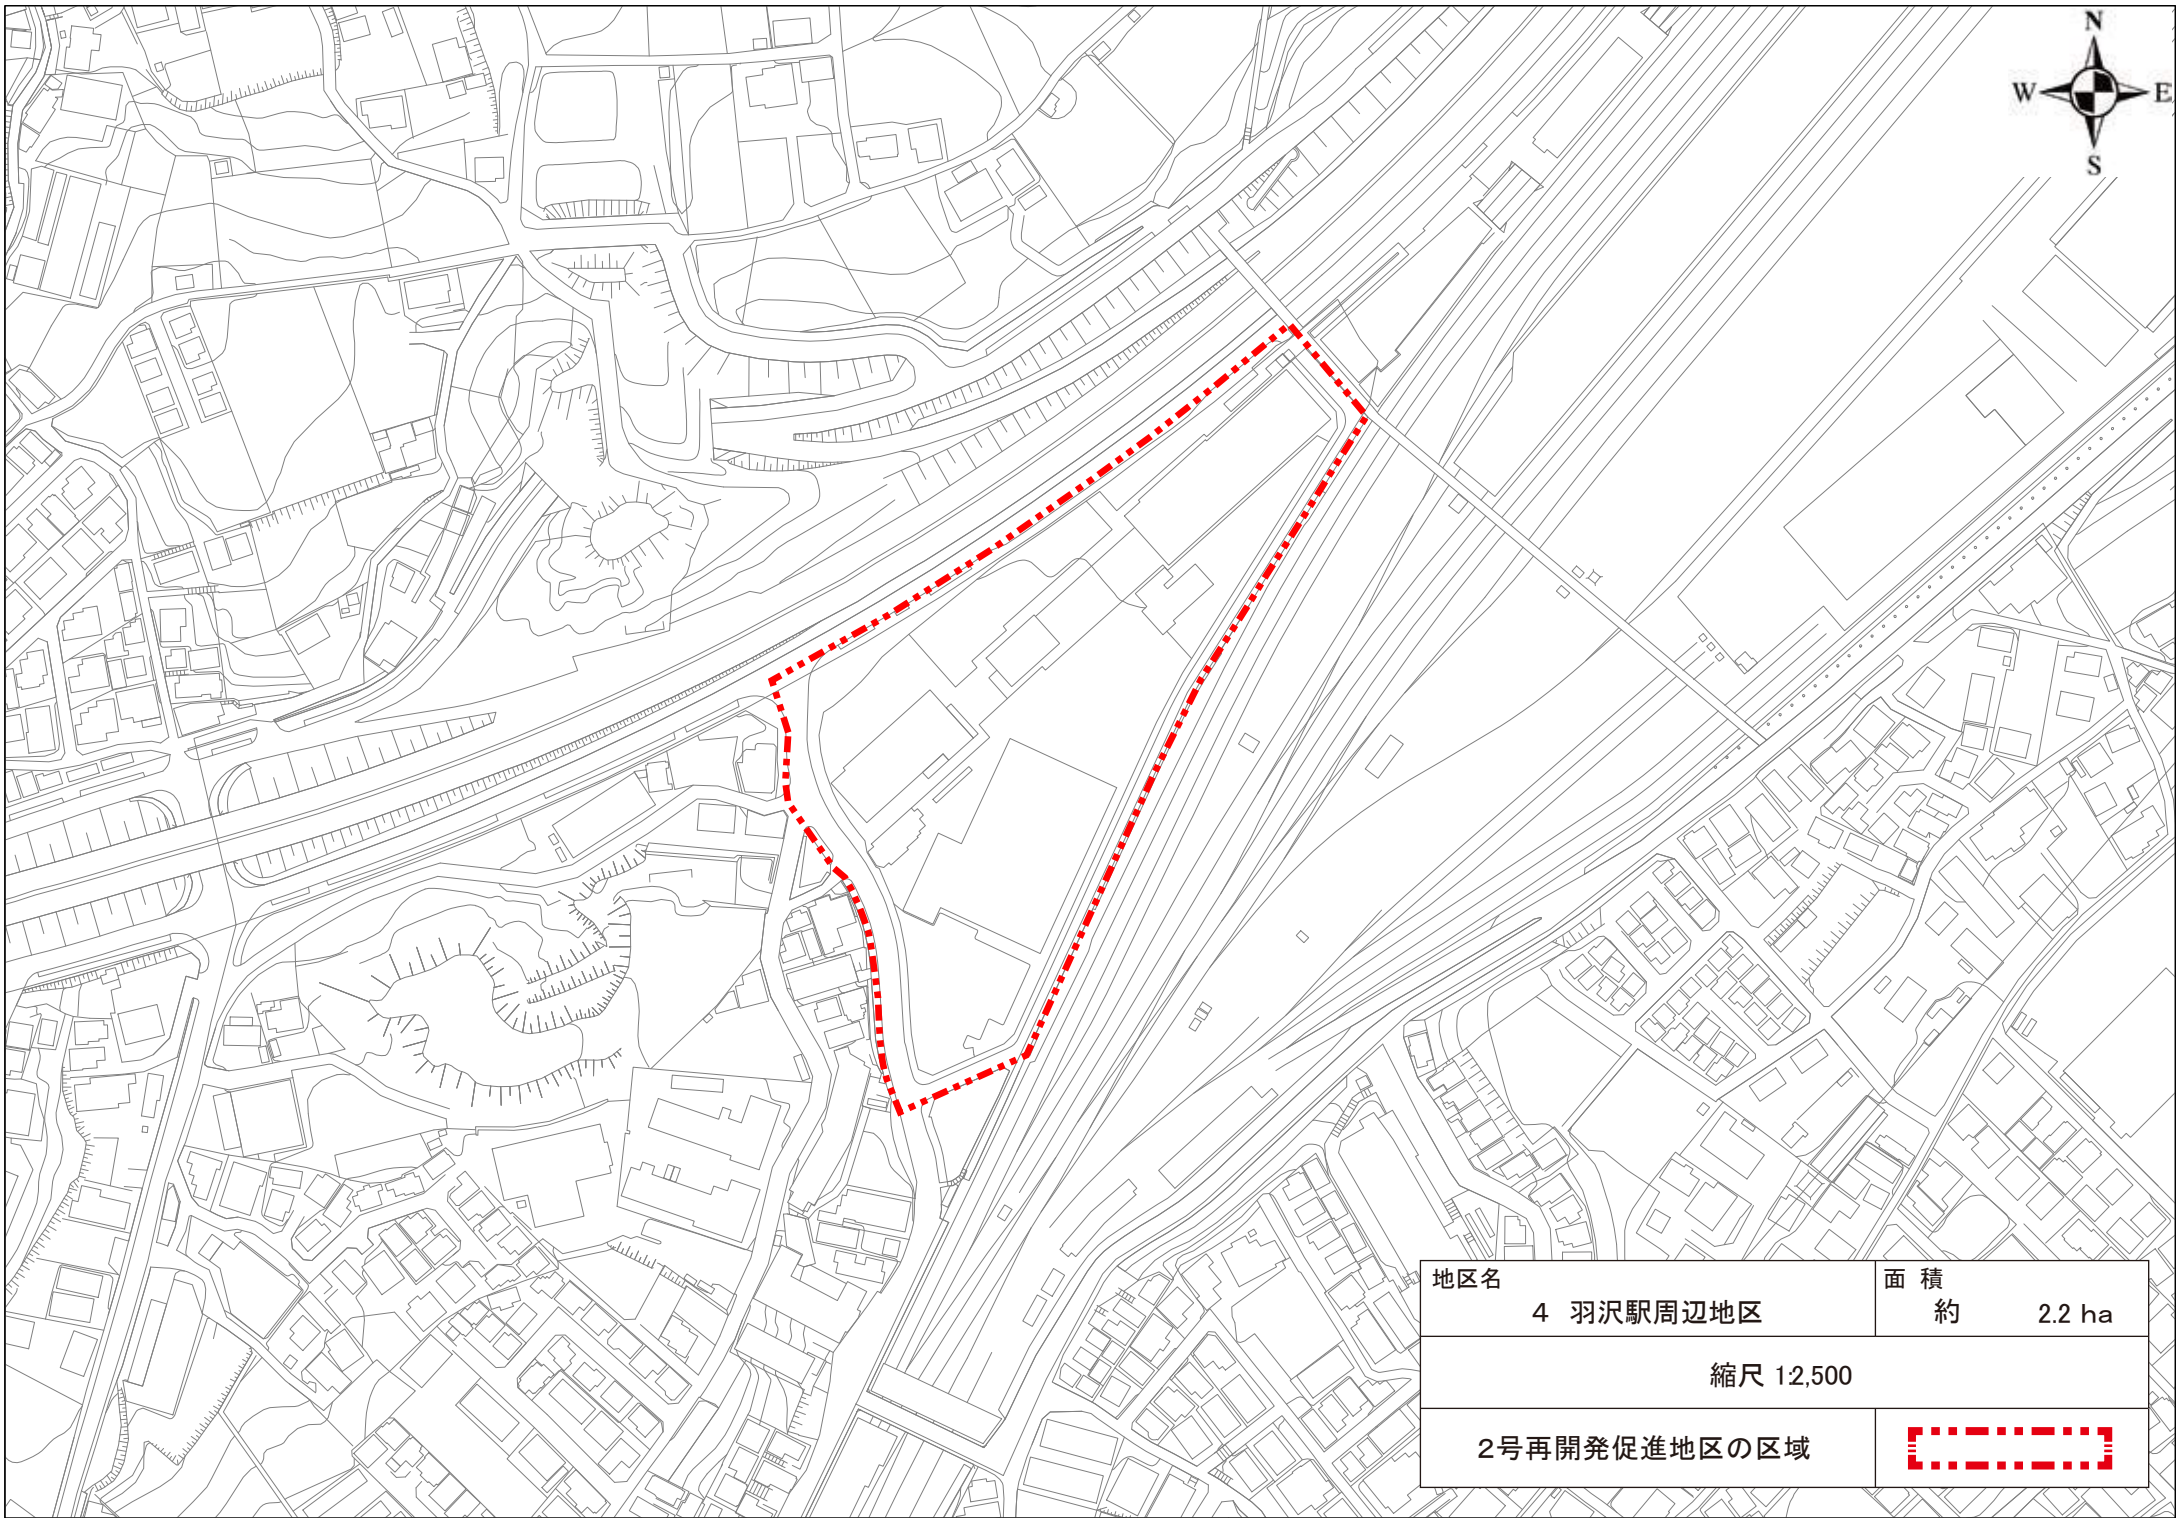 N
W E
S
地区名
4 羽沢駅周辺地区
面 積
約 2.2 ha
縮尺 1:2,500
2号再開発促進地区の区域